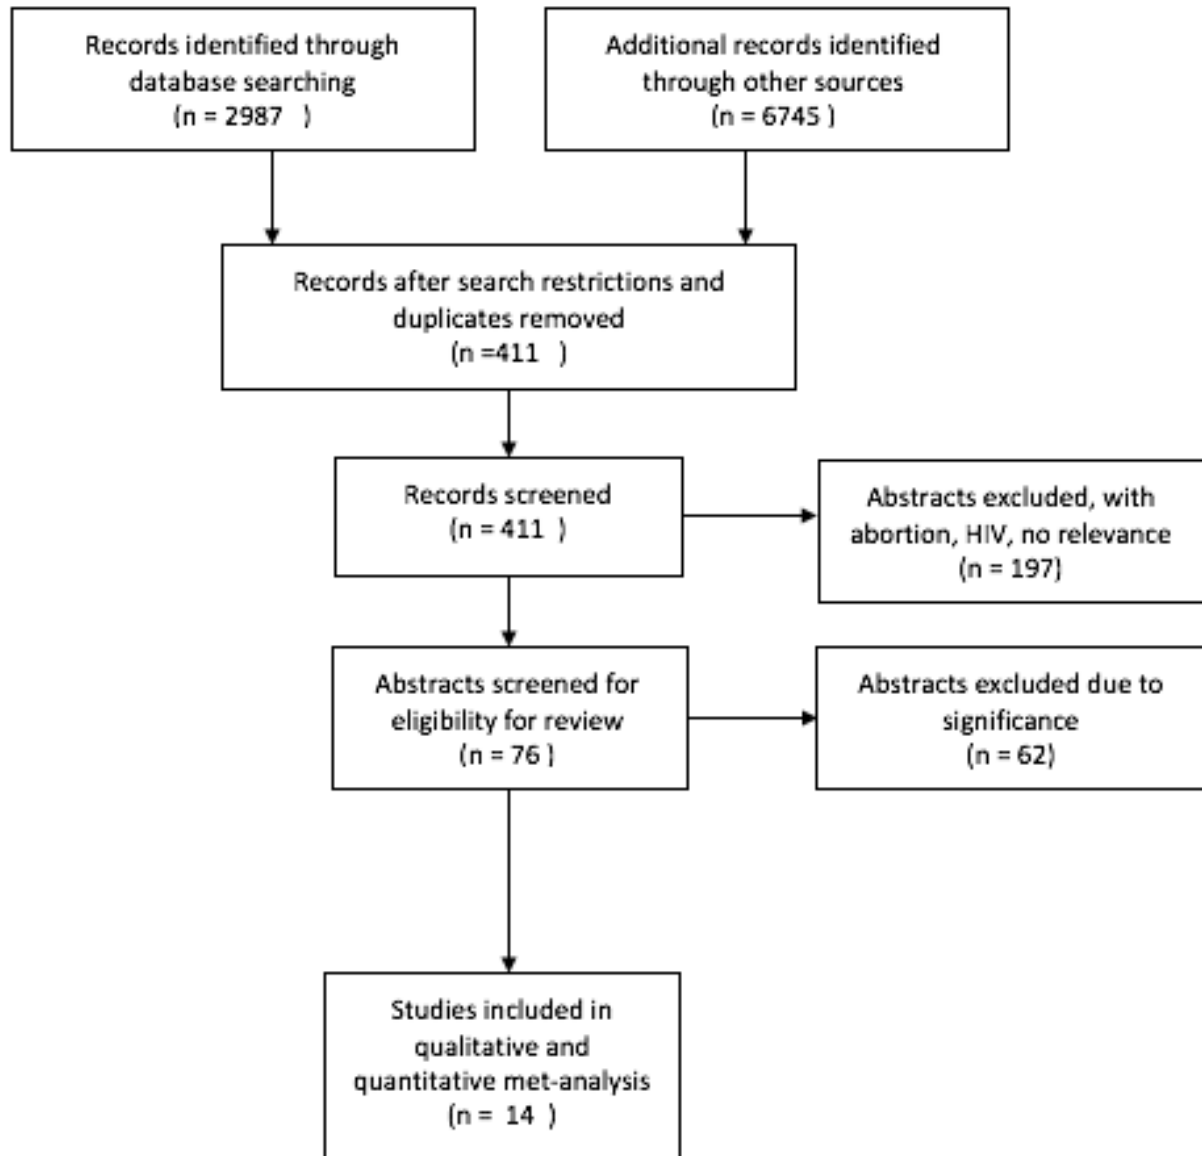 Records identified through
database searching
(n = 2987   )
Additional records identified
through other sources
(n = 6745 )
Records after search restrictions and
duplicates removed
(n =411   )
Records screened
(n = 411  )
Abstracts excluded, with
abortion, HIV, no relevance
(n = 197)
Abstracts screened for
eligibility for review
(n = 76 )
Abstracts excluded due to
significance
(n = 62)
Studies included in
qualitative and
quantitative met-analysis
(n =  14  )